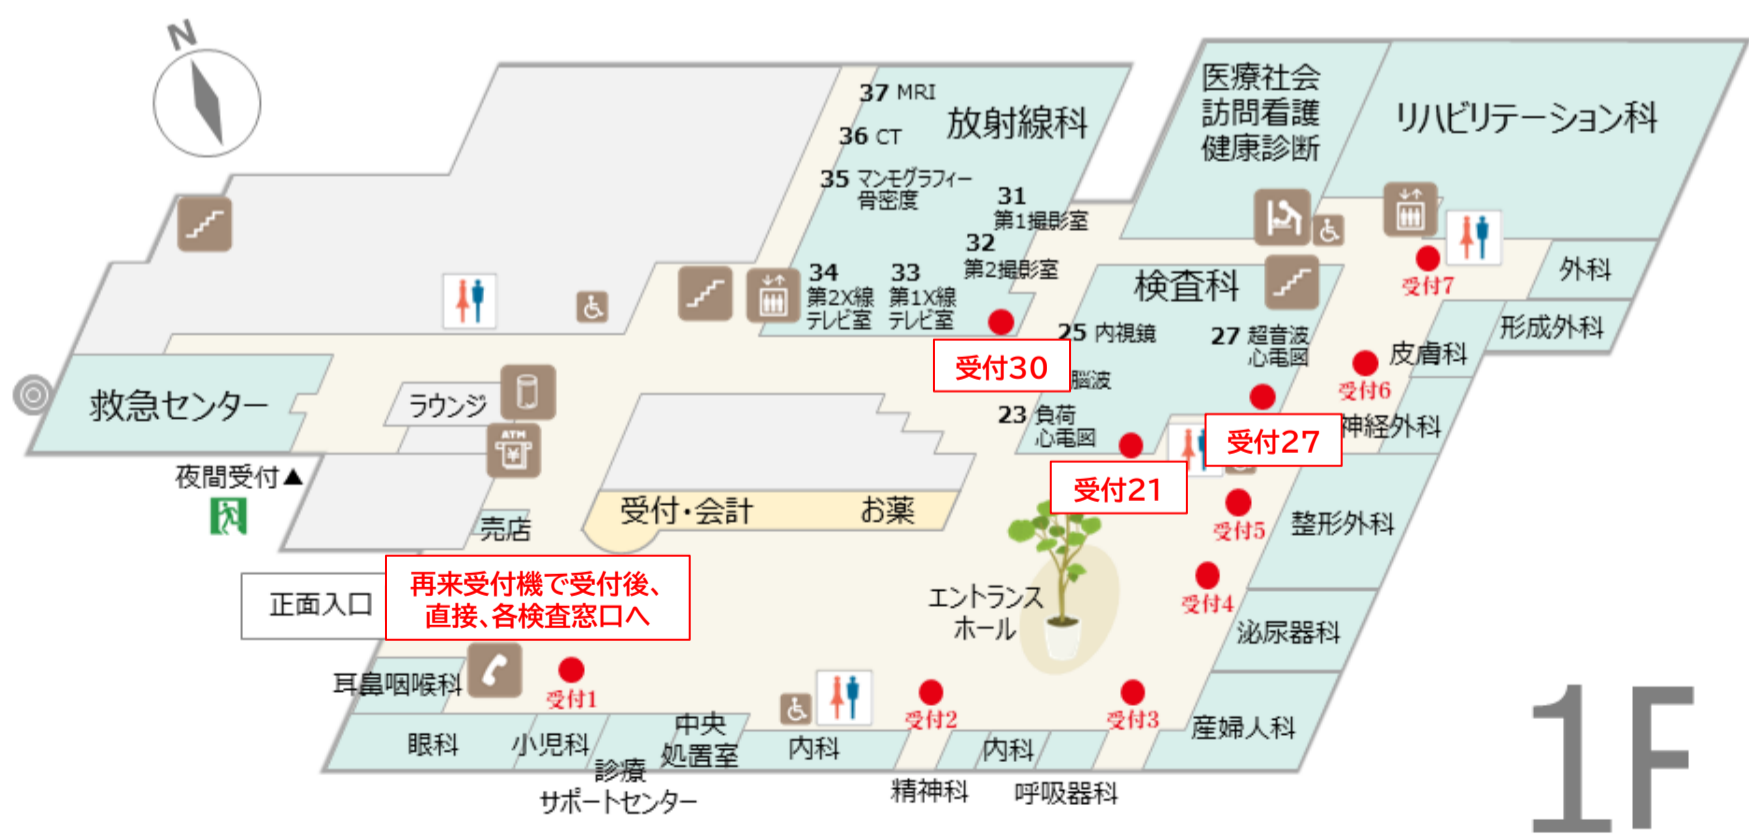 N
37 MRI
放射線科
36 CT
35 マンモグラフィー
骨密度
31
第1撮影室
32
第2撮影室
34
第2X線
テレビ室
33
第1X線
テレビ室
受付30
医療社会
訪問看護
健康診断
リハビリテーション科
検査科
25 内視鏡
27 超音波
心電図
脳波
23 負荷
心電図
受付7
外科
形成外科
皮膚科
受付6
神経外科
受付27
受付21
受付5
整形外科
受付4
泌尿器科
産婦人科
救急センター
夜間受付▲
ラウンジ
ATM
¥
売店
受付・会計
お薬
正面入口
再来受付機で受付後、
直接、各検査窓口へ
エントランス
ホール
耳鼻咽喉科
受付1
受付2
受付3
眼科
小児科
診療
サポートセンター
中央
処置室
内科
精神科
内科
呼吸器科
1F